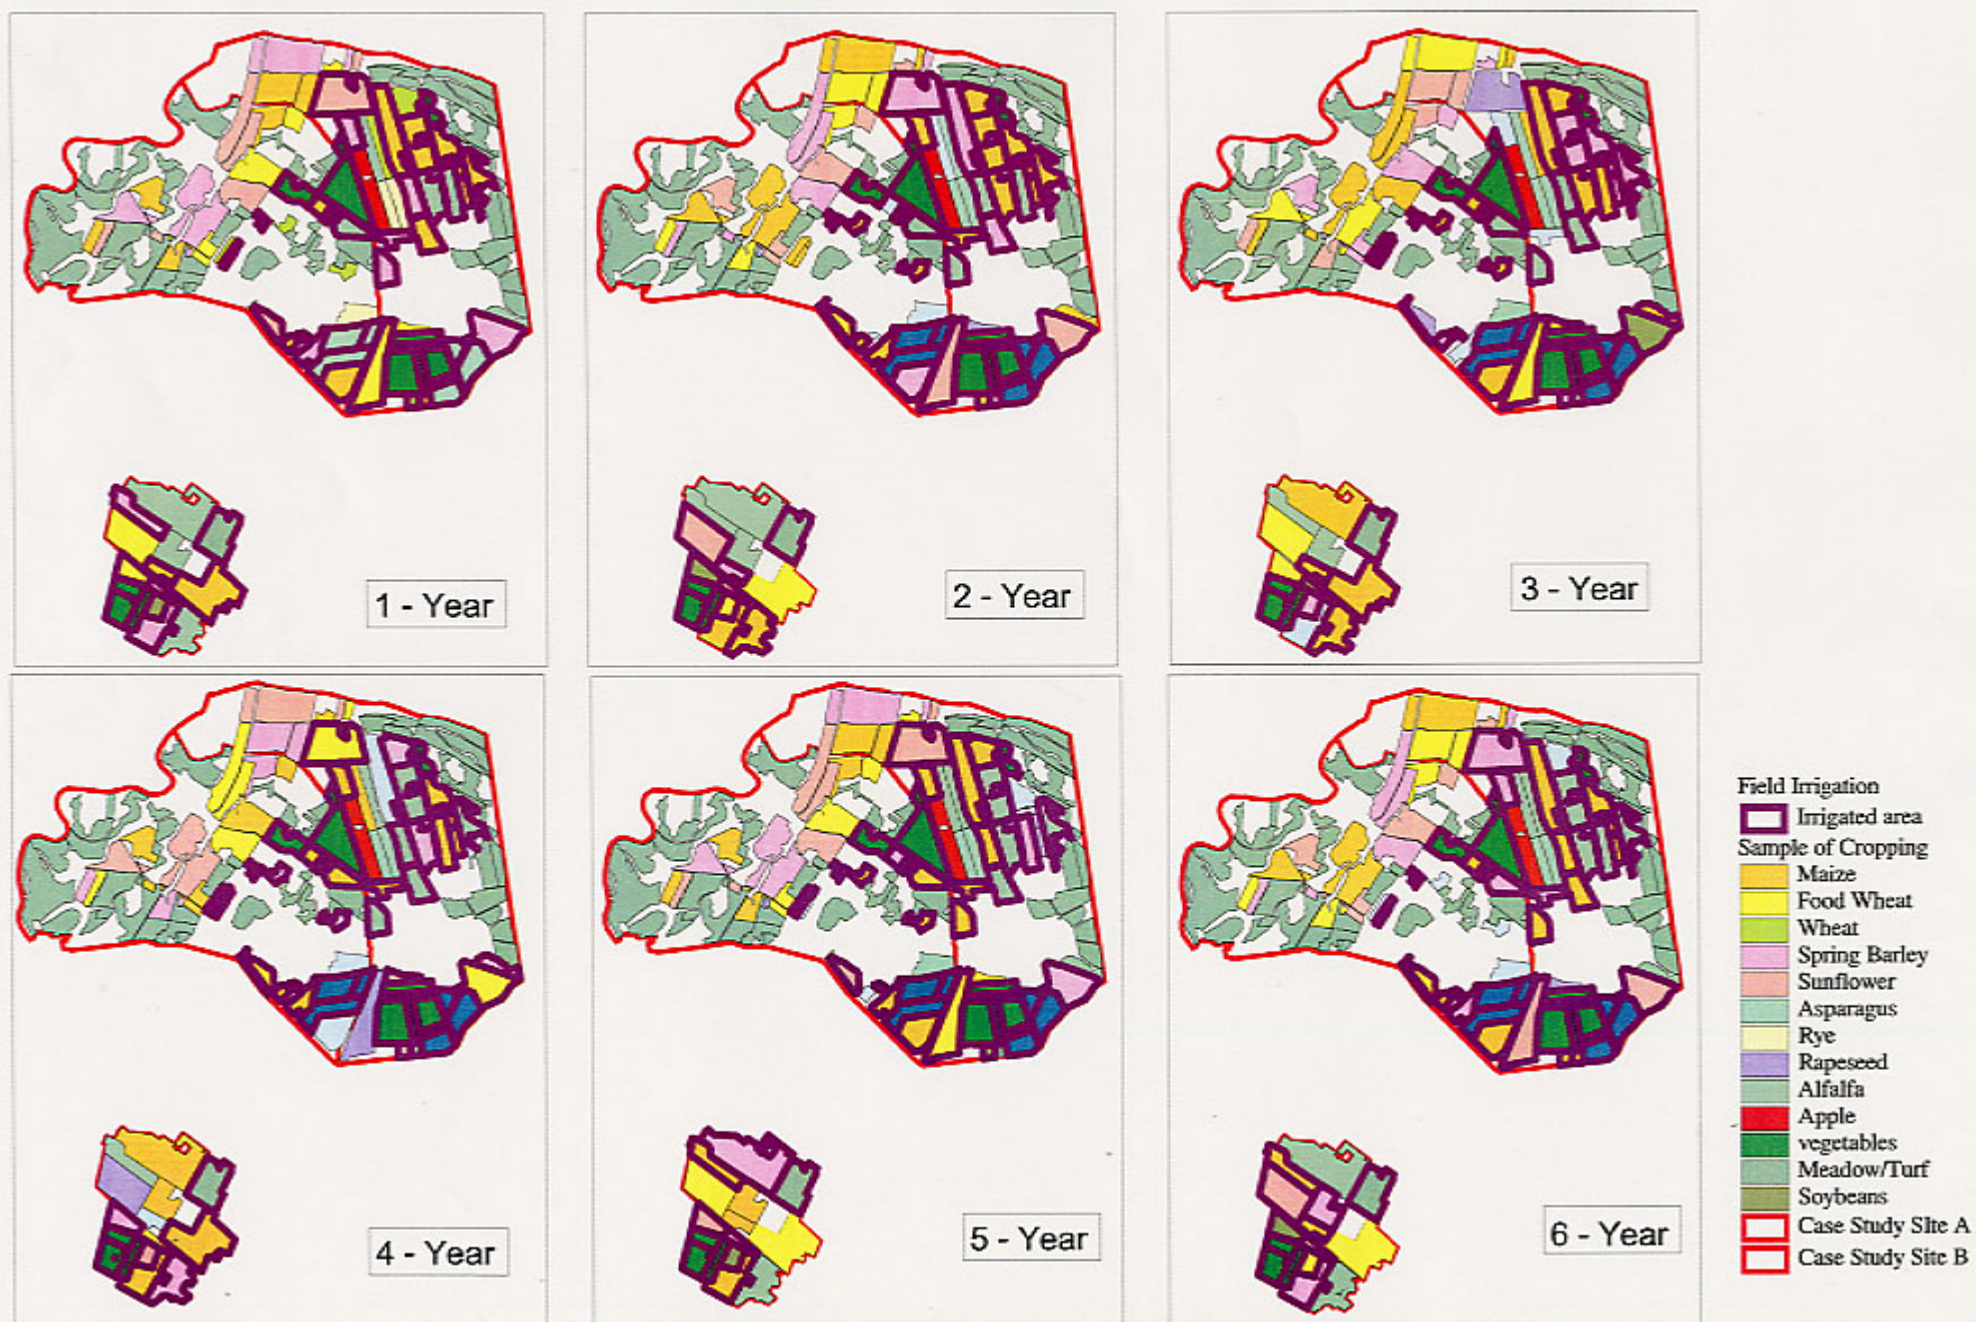 1 - Year
2 - Year
3 - Year
4 - Year
5 - Year
6 - Year
Field Irrigation
Irrigated area
Sample of Cropping
Maize
Food Wheat
Wheat
Spring Barley
Sunflower
Asparagus
Rye
Rapeseed
Alfalfa
Apple
vegetables
Meadow/Turf
Soybeans
Case Study SIte A
Case Study Site B